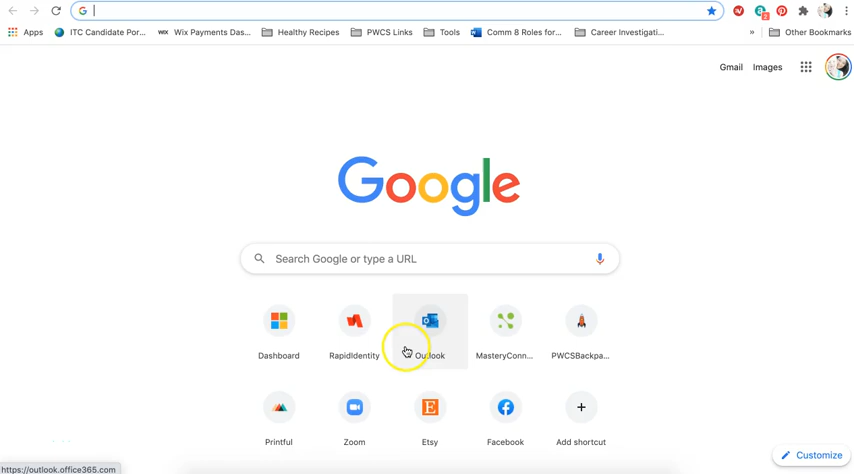 Apps ITC Candidate Por... WIX Wix Payments Das... Healthy Recipes PWCS Links Tools Comm 8 Roles for... Career Investigati... » Other Bookmarks
2
Gmail Images
Google
Search Google or type a URL
Dashboard RapidIdentity Outlook MasteryConn... PWCSBackpa...
Printful Zoom Etsy Facebook Add shortcut
Customize
https://outlook.office365.com